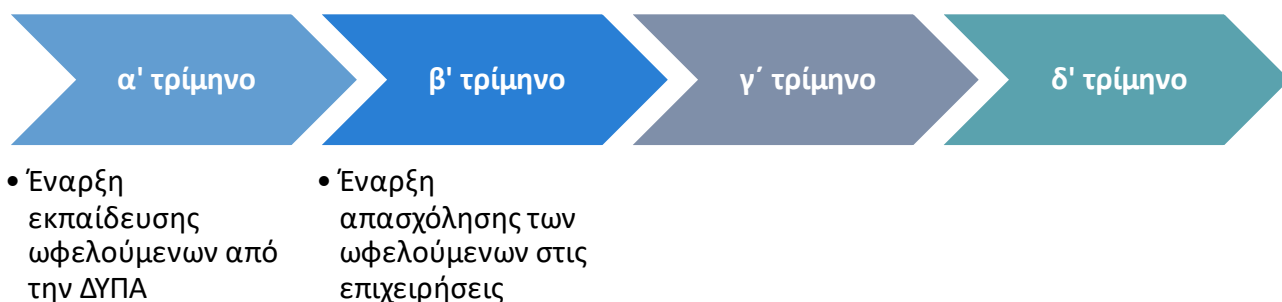 α' τρίμηνο
β' τρίμηνο
γ΄ τρίμηνο
δ' τρίμηνο
• Έναρξη
εκπαίδευσης
ωφελούμενων από
την ΔΥΠΑ
• Έναρξη
απασχόλησης των
ωφελούμενων στις
επιχειρήσεις